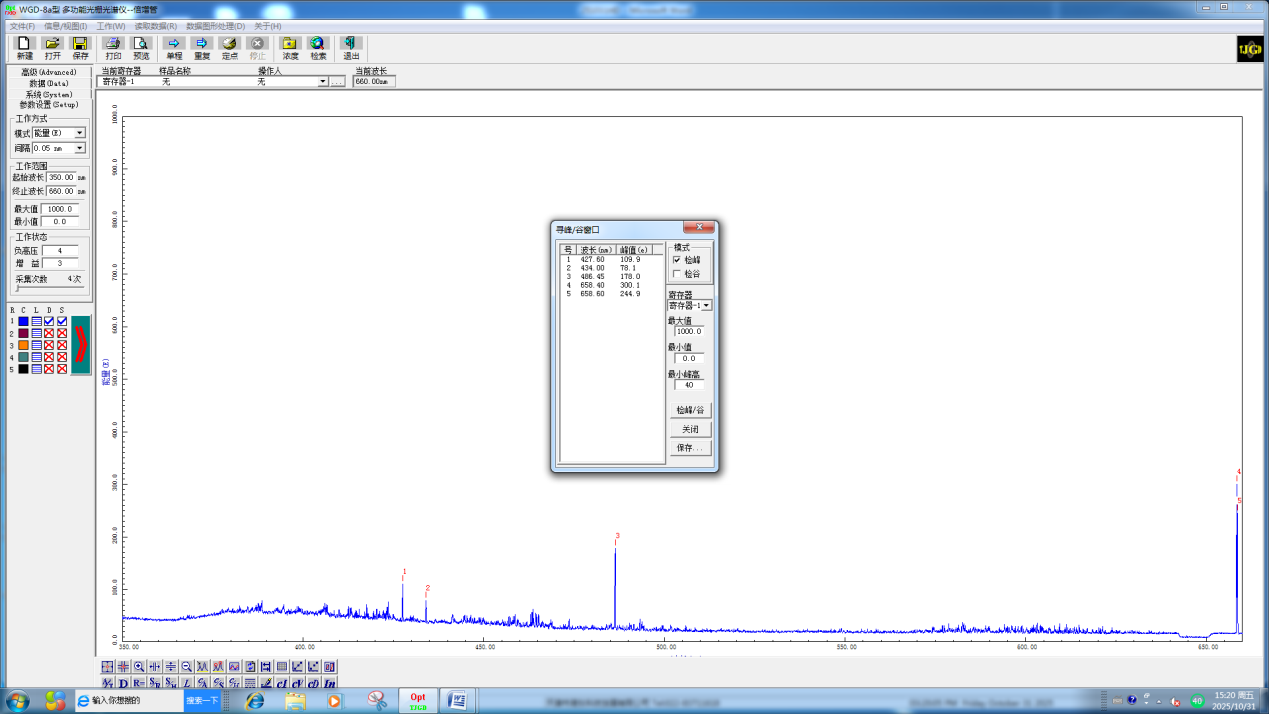 WGD-8a型 多功能光栅光谱仪--倍增管
文件(F) 信息/视图(I) 工作(W) 读取数据(R) 数据图形处理(D) 关于(H)
新建 打开 保存 打印 预览 单程 重复 定点 停止 浓度 检索 退出
TJGD
高级(Advanced)
数据(Data)
系统(System)
参数设置(Setup)
当前寄存器 样品名称 操作人 当前波长
寄存器-1 无 无 ... 660.00nm
工作方式
模式 能量(E)
间隔 0.05 nm
工作范围
起始波长 350.00 nm
终止波长 660.00 nm
最大值 1000.0
最小值 0.0
工作状态
负高压 4
增 益 3
采集次数 4次
R C L D S
1
2
3
4
5
1000.0
900.0
800.0
700.0
600.0
500.0
400.0
300.0
200.0
100.0
0.0
能量(E)
350.00 400.00 450.00 500.00 550.00 600.00 650.00
1
2
3
4
5
寻峰/谷窗口
号 波长(nm) 峰值(e)
1 427.60 109.9
2 434.00 78.1
3 486.45 178.0
4 658.40 300.1
5 658.60 244.9
模式
检峰
检谷
寄存器
寄存器-1
最大值
1000.0
最小值
0.0
最小峰高
40
检峰/谷
关闭
保存...
输入你想搜的 搜索一下
Opt
TJGD
40
15:20 周五
2025/10/31